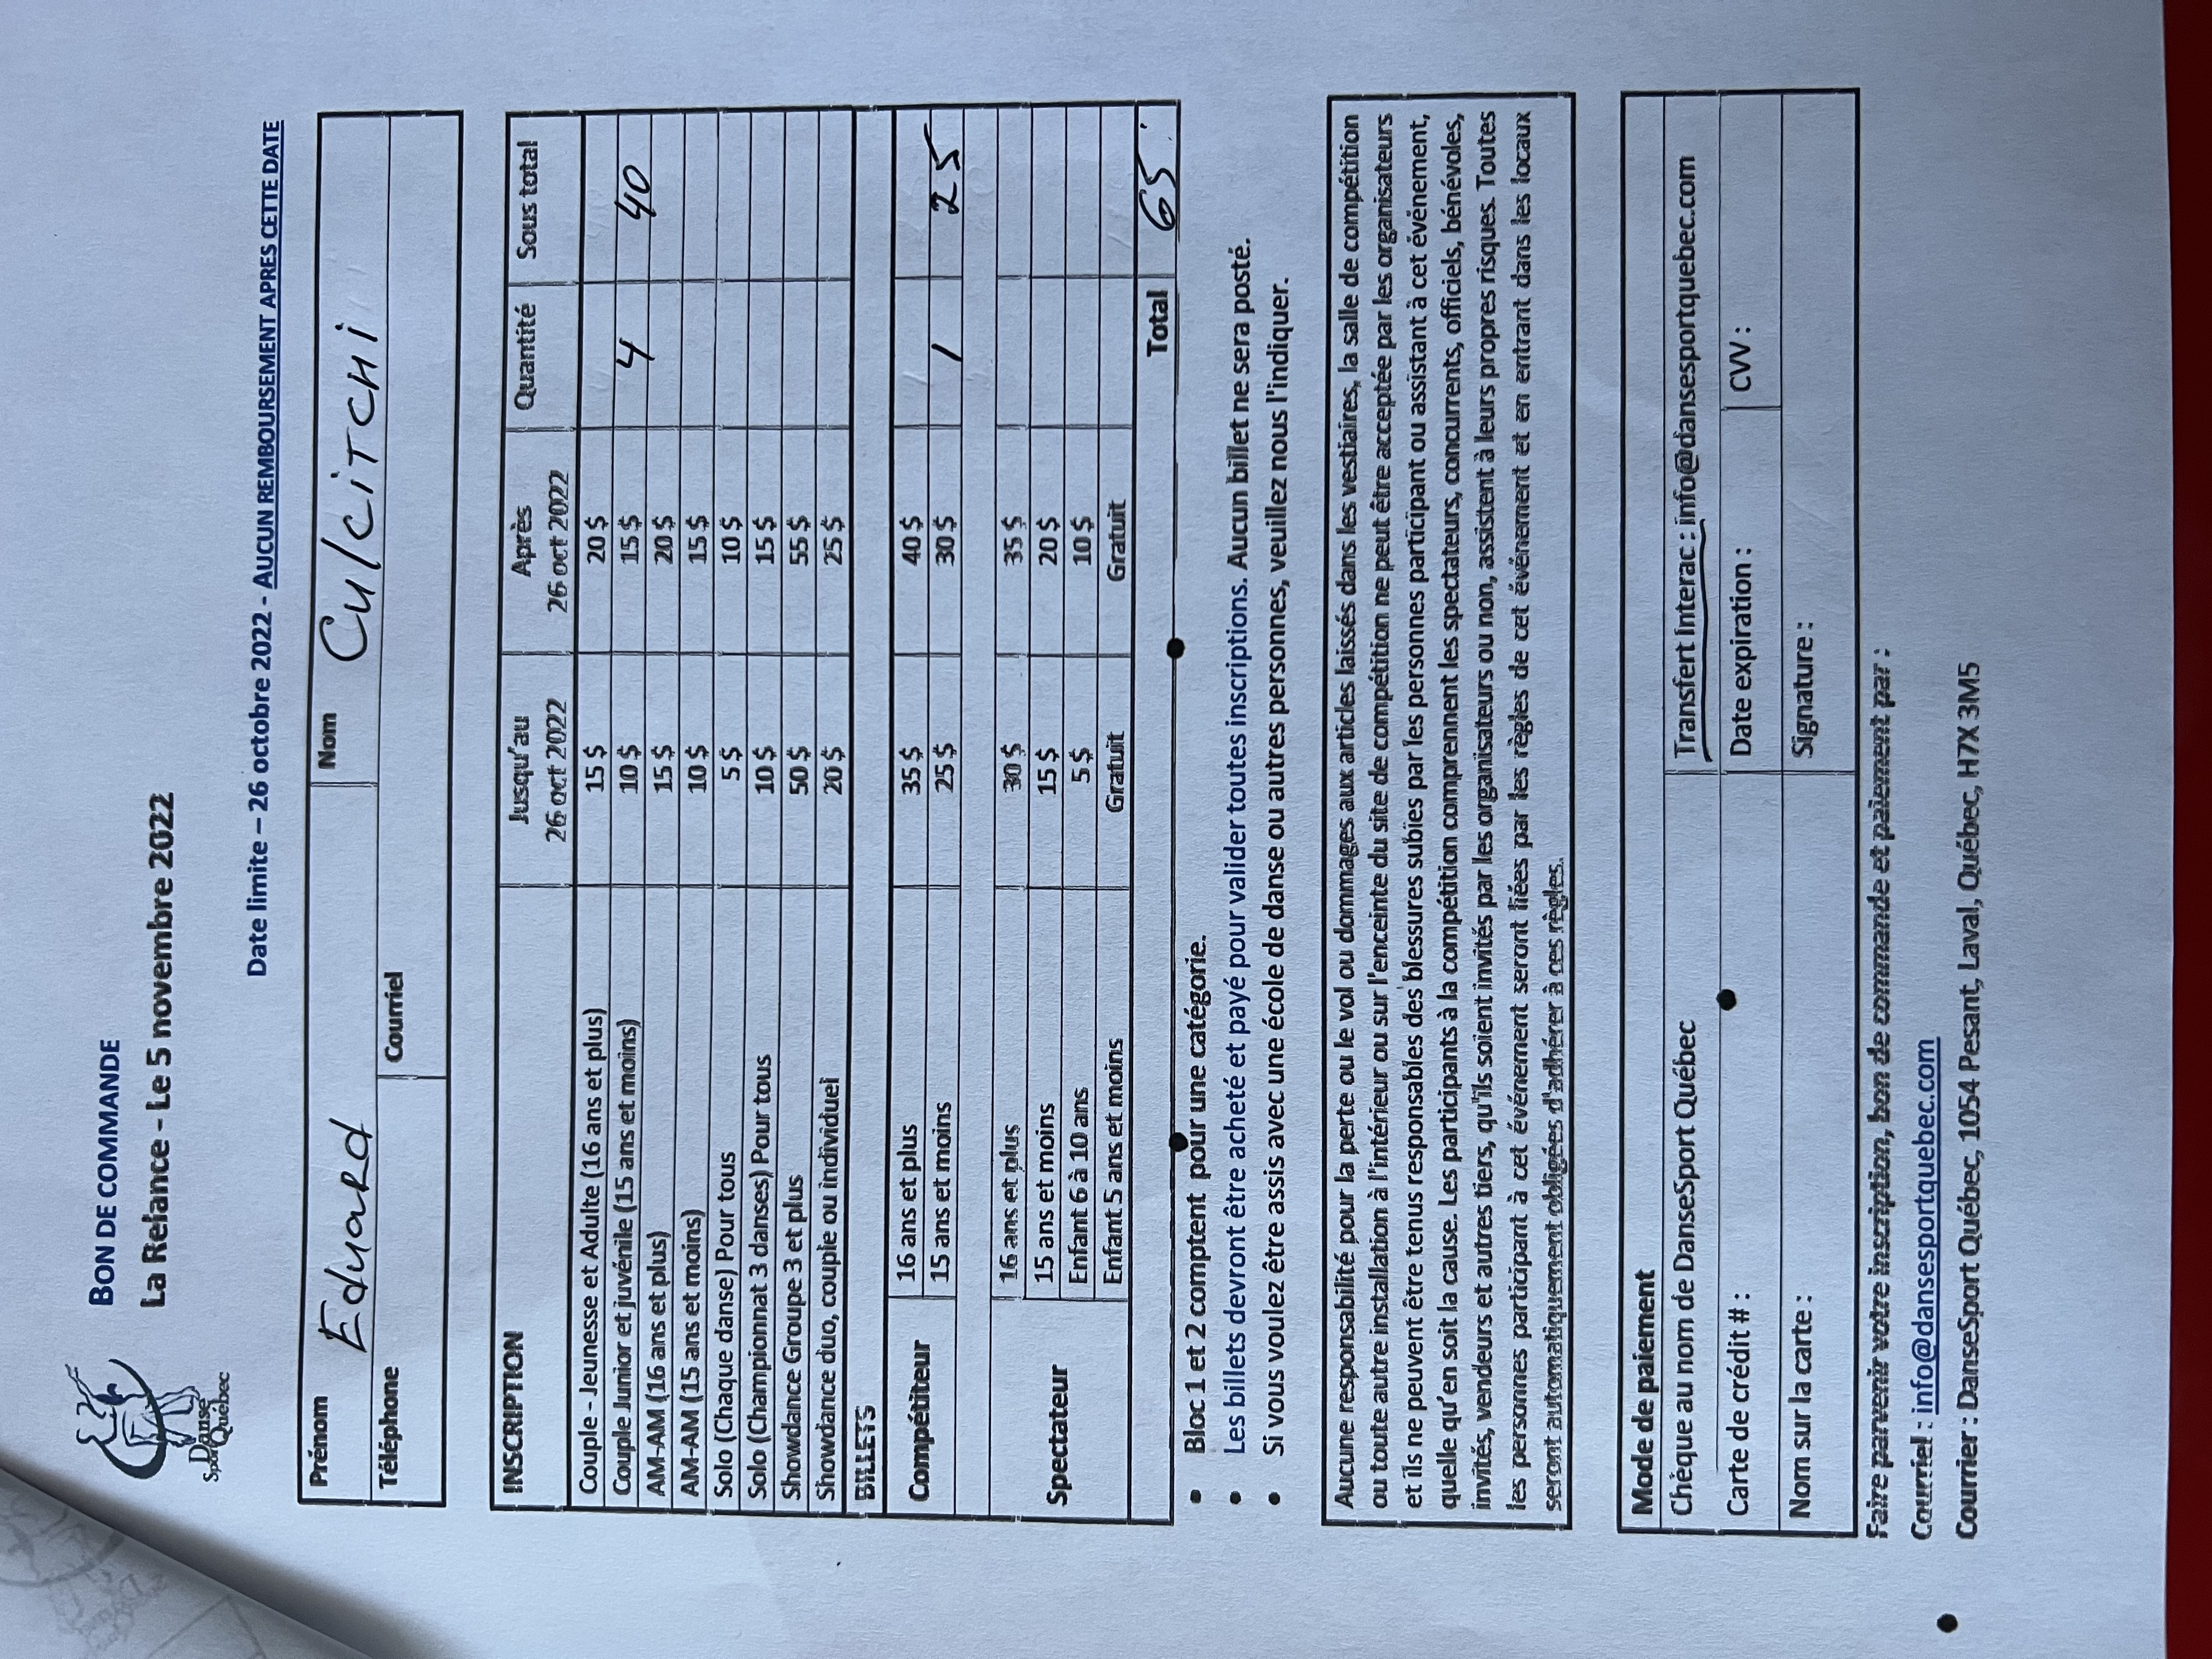 Danse
Sport Québec
BON DE COMMANDE
La Relance - Le 5 novembre 2022
Date limite – 26 octobre 2022 - AUCUN REMBOURSEMENT APRES CETTE DATE
Prénom Eduard Nom Culcitchi
Téléphone Courriel
INSCRIPTION Jusqu'au 26 oct 2022 Après 26 oct 2022 Quantité Sous total
Couple - Jeunesse et Adulte (16 ans et plus) 15 $ 20 $
Couple Junior et juvénile (15 ans et moins) 10 $ 15 $ 4 40
AM-AM (16 ans et plus) 15 $ 20 $
AM-AM (15 ans et moins) 10 $ 15 $
Solo (Chaque danse) Pour tous 5 $ 10 $
Solo (Championnat 3 danses) Pour tous 10 $ 15 $
Showdance Groupe 3 et plus 50 $ 55 $
Showdance duo, couple ou individuel 20 $ 25 $
BILLETS
Compétiteur
16 ans et plus 35 $ 40 $
15 ans et moins 25 $ 30 $ 1 25
Spectateur
16 ans et plus 30 $ 35 $
15 ans et moins 15 $ 20 $
Enfant 6 à 10 ans 5 $ 10 $
Enfant 5 ans et moins Gratuit Gratuit
Total 65
• Bloc 1 et 2 comptent pour une catégorie.
• Les billets devront être acheté et payé pour valider toutes inscriptions. Aucun billet ne sera posté.
• Si vous voulez être assis avec une école de danse ou autres personnes, veuillez nous l'indiquer.
Aucune responsabilité pour la perte ou le vol ou dommages aux articles laissés dans les vestiaires, la salle de compétition
ou toute autre installation à l'intérieur ou sur l'enceinte du site de compétition ne peut être acceptée par les organisateurs
et ils ne peuvent être tenus responsables des blessures subies par les personnes participant ou assistant à cet événement,
quelle qu'en soit la cause. Les participants à la compétition comprennent les spectateurs, concurrents, officiels, bénévoles,
invités, vendeurs et autres tiers, qu'ils soient invités par les organisateurs ou non, assistent à leurs propres risques. Toutes
les personnes participant à cet événement seront liées par les règles de cet événement et en entrant dans les locaux
seront automatiquement obligées d'adhérer à ces règles.
Mode de paiement
Chèque au nom de DanseSport Québec Transfert Interac : info@dansesportquebec.com
Carte de crédit # : Date expiration : CVV :
Nom sur la carte : Signature :
Faire parvenir votre inscription, bon de commande et paiement par :
Courriel : info@dansesportquebec.com
Courrier : DanseSport Québec, 1054 Pesant, Laval, Québec, H7X 3M5